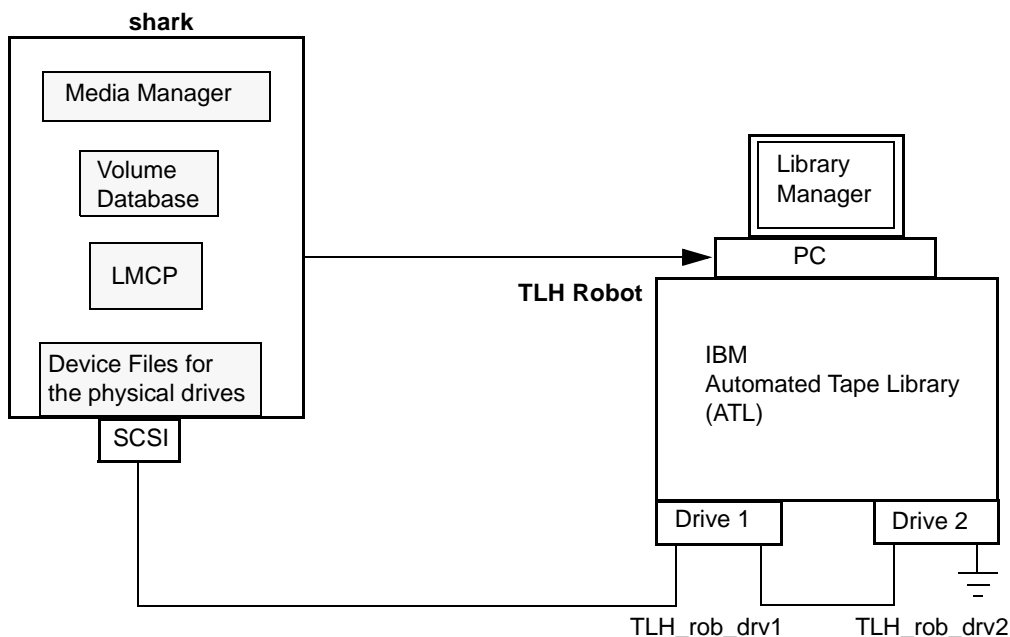 shark
Media Manager
Volume
Database
LMCP
Device Files for
the physical drives
SCSI
Library
Manager
PC
TLH Robot
IBM
Automated Tape Library
(ATL)
Drive 1
Drive 2
TLH_rob_drv1
TLH_rob_drv2